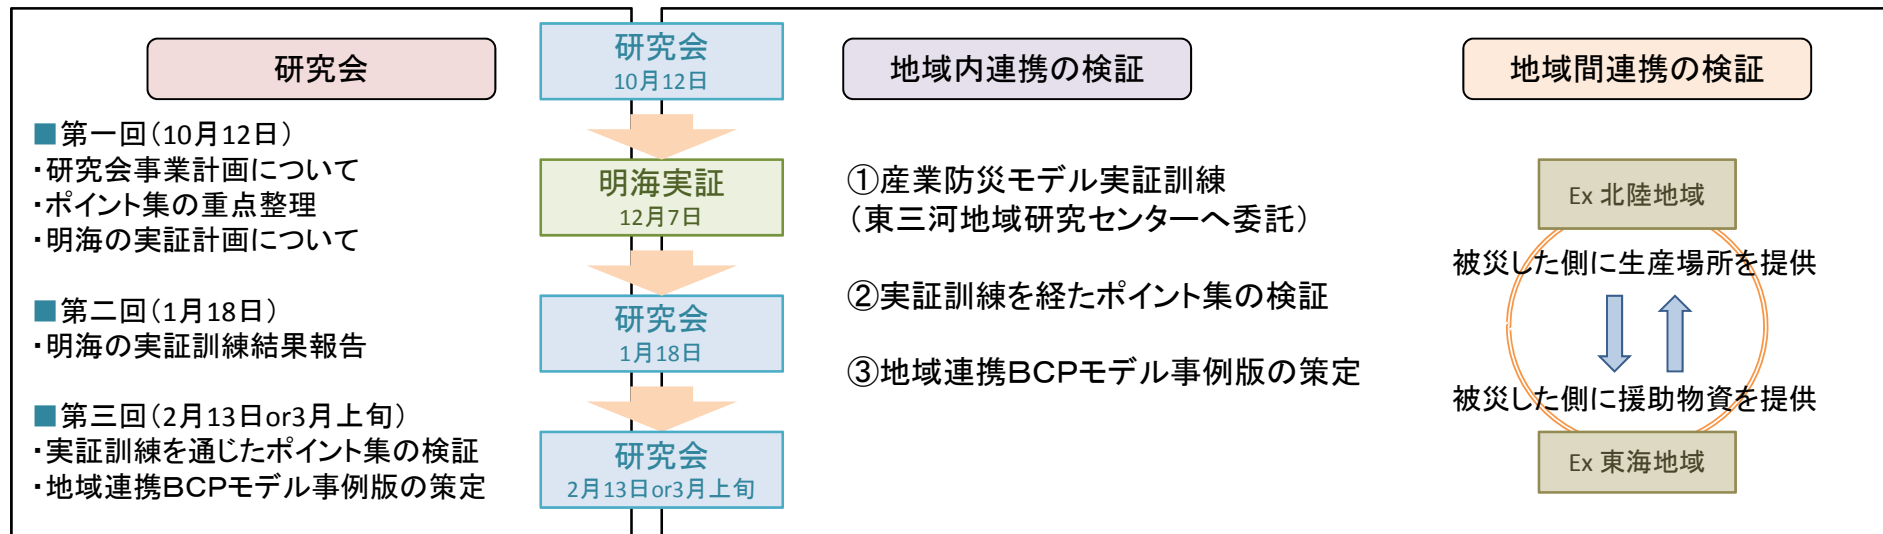 研究会
■第一回（10月12日）
・研究会事業計画について
・ポイント集の重点整理
・明海の実証計画について
■第二回（1月18日）
・明海の実証訓練結果報告
■第三回（2月13日or3月上旬）
・実証訓練を通じたポイント集の検証
・地域連携BCPモデル事例版の策定
研究会
10月12日
明海実証
12月7日
研究会
1月18日
研究会
2月13日or3月上旬
地域内連携の検証
①産業防災モデル実証訓練
（東三河地域研究センターへ委託）
②実証訓練を経たポイント集の検証
③地域連携BCPモデル事例版の策定
地域間連携の検証
Ex 北陸地域
被災した側に生産場所を提供
被災した側に援助物資を提供
Ex 東海地域